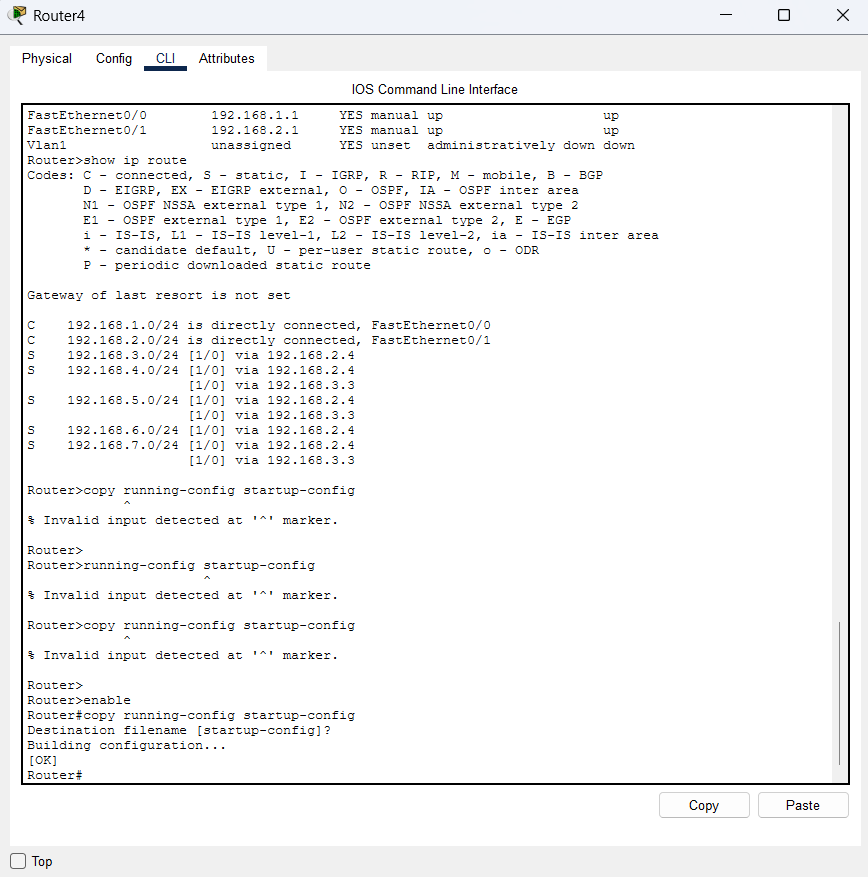 Router4
Physical Config CLI Attributes
IOS Command Line Interface
FastEthernet0/0        192.168.1.1     YES manual up                    up
FastEthernet0/1        192.168.2.1     YES manual up                    up
Vlan1                  unassigned      YES unset  administratively down down
Router>show ip route
Codes: C - connected, S - static, I - IGRP, R - RIP, M - mobile, B - BGP
       D - EIGRP, EX - EIGRP external, O - OSPF, IA - OSPF inter area
       N1 - OSPF NSSA external type 1, N2 - OSPF NSSA external type 2
       E1 - OSPF external type 1, E2 - OSPF external type 2, E - EGP
       i - IS-IS, L1 - IS-IS level-1, L2 - IS-IS level-2, ia - IS-IS inter area
       * - candidate default, U - per-user static route, o - ODR
       P - periodic downloaded static route
Gateway of last resort is not set
C    192.168.1.0/24 is directly connected, FastEthernet0/0
C    192.168.2.0/24 is directly connected, FastEthernet0/1
S    192.168.3.0/24 [1/0] via 192.168.2.4
S    192.168.4.0/24 [1/0] via 192.168.2.4
                    [1/0] via 192.168.3.3
S    192.168.5.0/24 [1/0] via 192.168.2.4
                    [1/0] via 192.168.3.3
S    192.168.6.0/24 [1/0] via 192.168.2.4
S    192.168.7.0/24 [1/0] via 192.168.2.4
                    [1/0] via 192.168.3.3
Router>copy running-config startup-config
            ^
% Invalid input detected at '^' marker.
Router>
Router>running-config startup-config
                      ^
% Invalid input detected at '^' marker.
Router>copy running-config startup-config
            ^
% Invalid input detected at '^' marker.
Router>
Router>enable
Router#copy running-config startup-config
Destination filename [startup-config]?
Building configuration...
[OK]
Router#
Copy Paste
Top